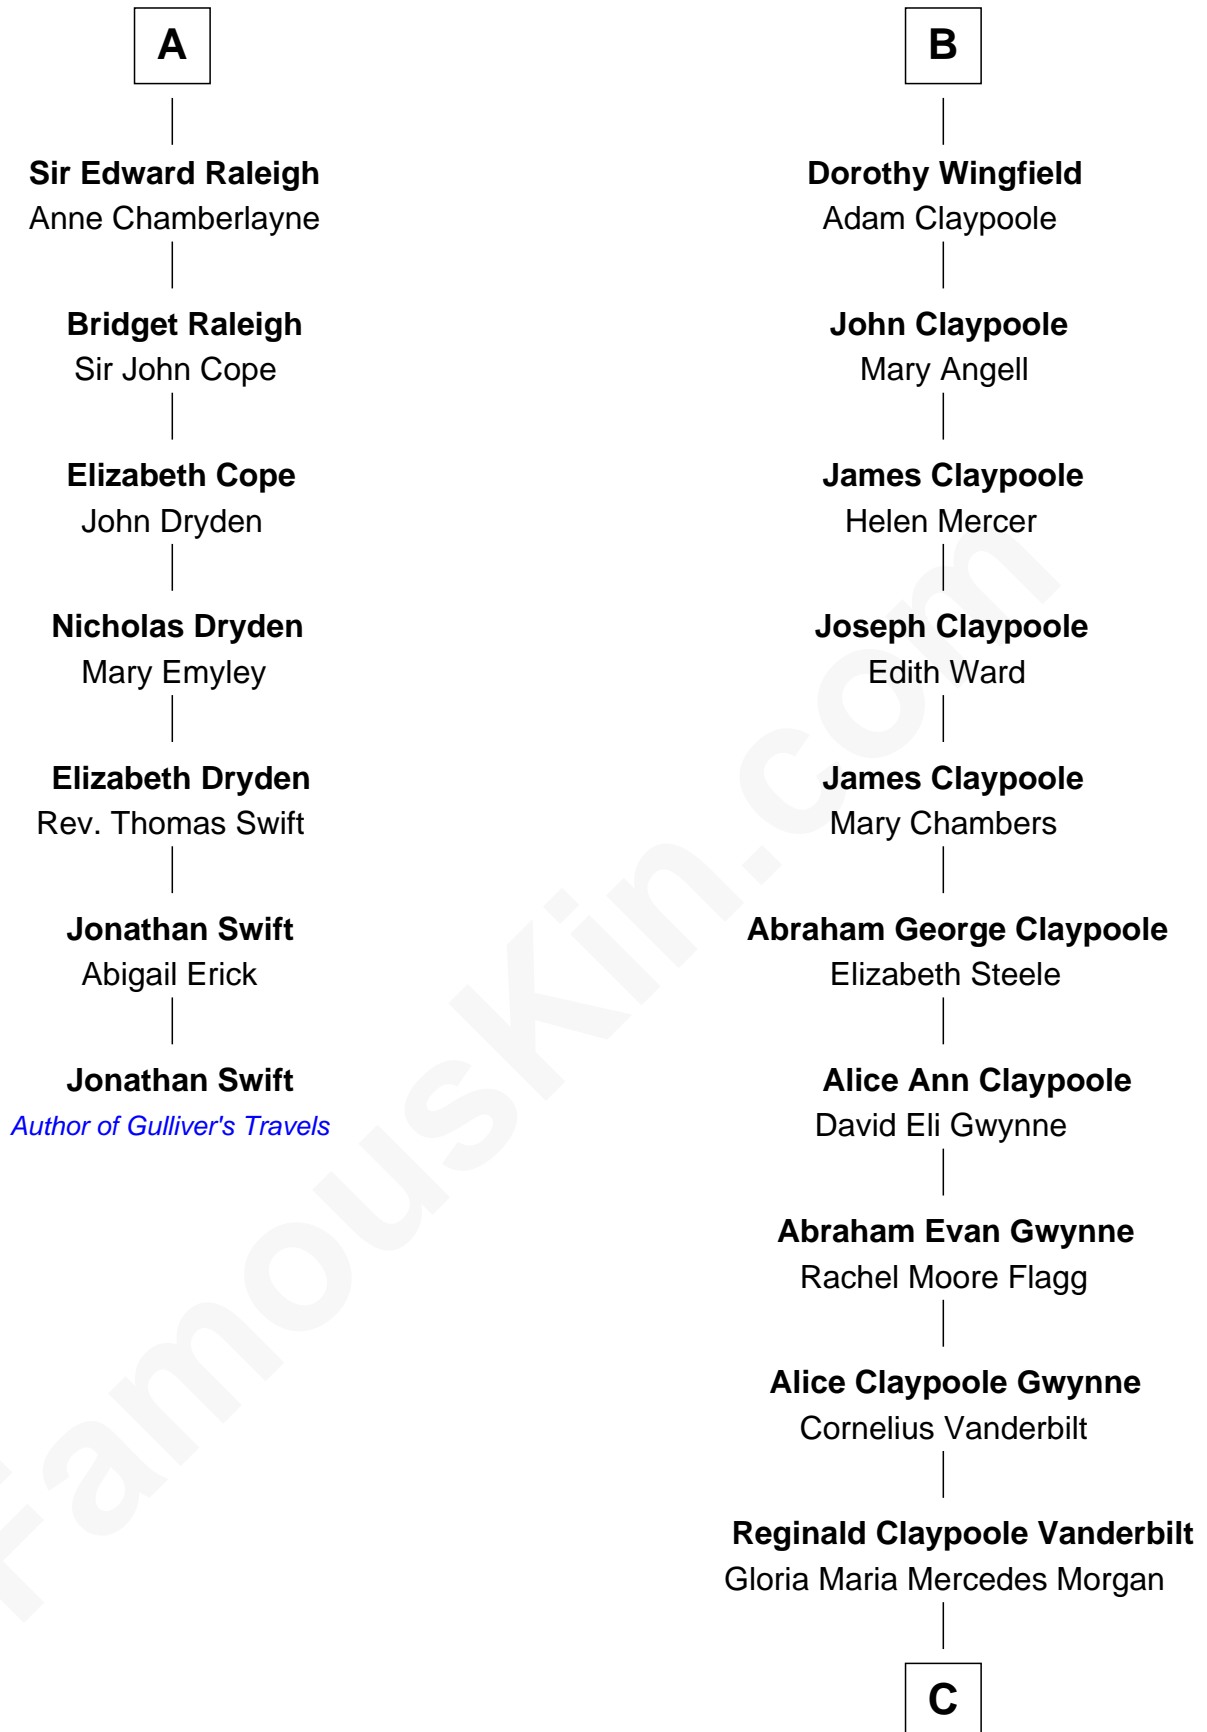 A
Sir Edward Raleigh
Anne Chamberlayne
Bridget Raleigh
Sir John Cope
Elizabeth Cope
John Dryden
Nicholas Dryden
Mary Emyley
Elizabeth Dryden
Rev. Thomas Swift
Jonathan Swift
Abigail Erick
Jonathan Swift
Author of Gulliver's Travels
B
Dorothy Wingfield
Adam Claypoole
John Claypoole
Mary Angell
James Claypoole
Helen Mercer
Joseph Claypoole
Edith Ward
James Claypoole
Mary Chambers
Abraham George Claypoole
Elizabeth Steele
Alice Ann Claypoole
David Eli Gwynne
Abraham Evan Gwynne
Rachel Moore Flagg
Alice Claypoole Gwynne
Cornelius Vanderbilt
Reginald Claypoole Vanderbilt
Gloria Maria Mercedes Morgan
C
FamousKin.com